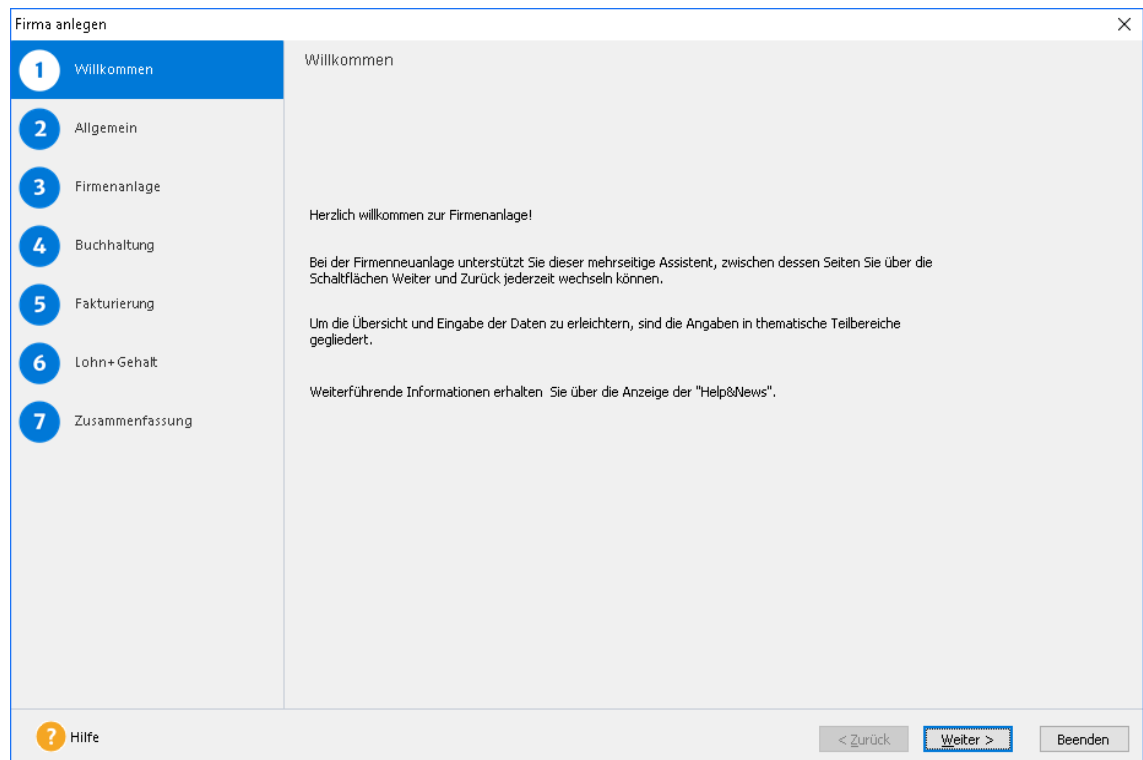 Firma anlegen
1 Willkommen
2 Allgemein
3 Firmenanlage
4 Buchhaltung
5 Fakturierung
6 Lohn+Gehalt
7 Zusammenfassung
Willkommen
Herzlich willkommen zur Firmenanlage!
Bei der Firmenneuanlage unterstützt Sie dieser mehrseitige Assistent, zwischen dessen Seiten Sie über die
Schaltflächen Weiter und Zurück jederzeit wechseln können.
Um die Übersicht und Eingabe der Daten zu erleichtern, sind die Angaben in thematische Teilbereiche
gegliedert.
Weiterführende Informationen erhalten Sie über die Anzeige der "Help&News".
? Hilfe
< Zurück
Weiter >
Beenden